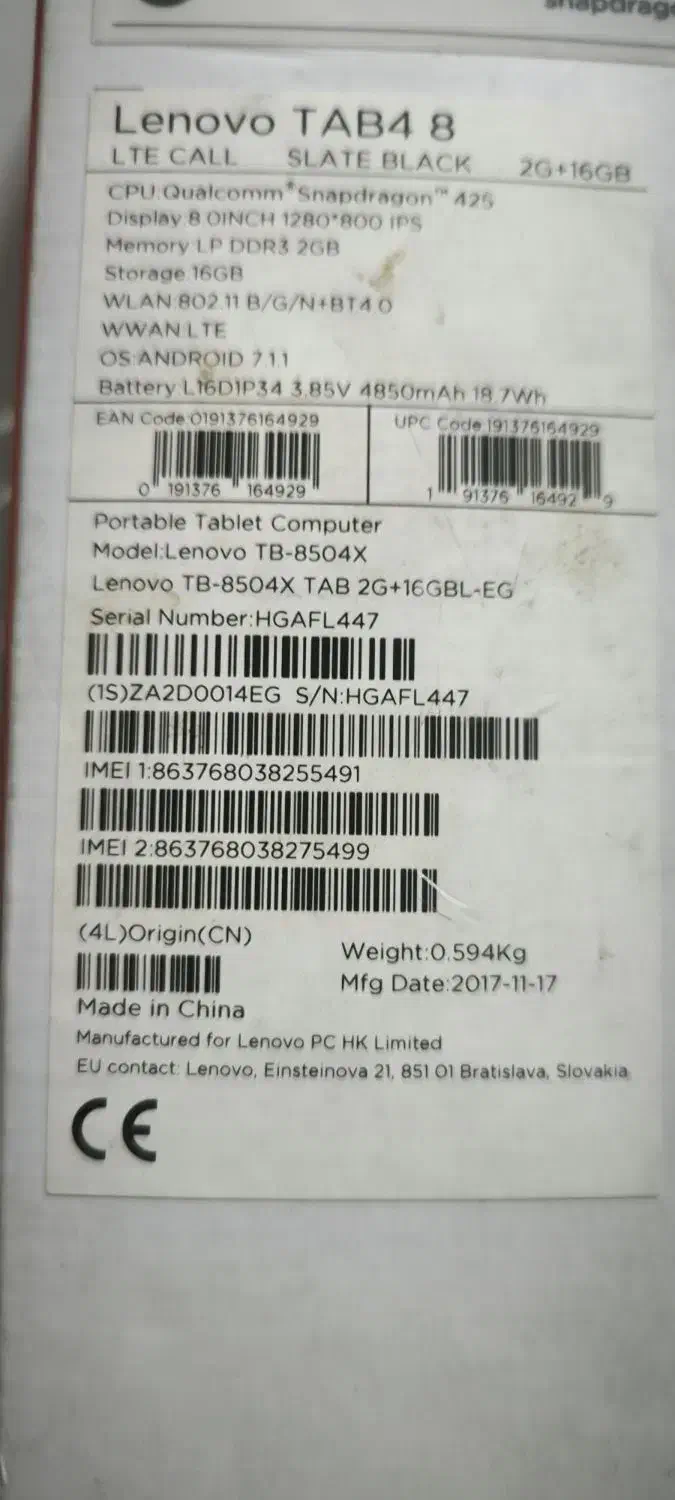 snapdrag
Lenovo TAB4 8
LTE CALL SLATE BLACK 2G+16GB
CPU:Qualcomm® Snapdragon™ 425
Display:8.0INCH 1280*800 IPS
Memory:LP DDR3 2GB
Storage:16GB
WLAN:802.11 B/G/N+BT4.0
WWAN:LTE
OS:ANDROID 7.1.1
Battery:L16D1P34 3.85V 4850mAh 18.7Wh
EAN Code:0191376164929 UPC Code:191376164929
0 191376 164929 1 91376 16492 9
Portable Tablet Computer
Model:Lenovo TB-8504X
Lenovo TB-8504X TAB 2G+16GBL-EG
Serial Number:HGAFL447
(1S)ZA2D0014EG S/N:HGAFL447
IMEI 1:863768038255491
IMEI 2:863768038275499
(4L)Origin(CN)
Weight:0.594Kg
Mfg Date:2017-11-17
Made in China
Manufactured for Lenovo PC HK Limited
EU contact: Lenovo, Einsteinova 21, 851 01 Bratislava, Slovakia
CE